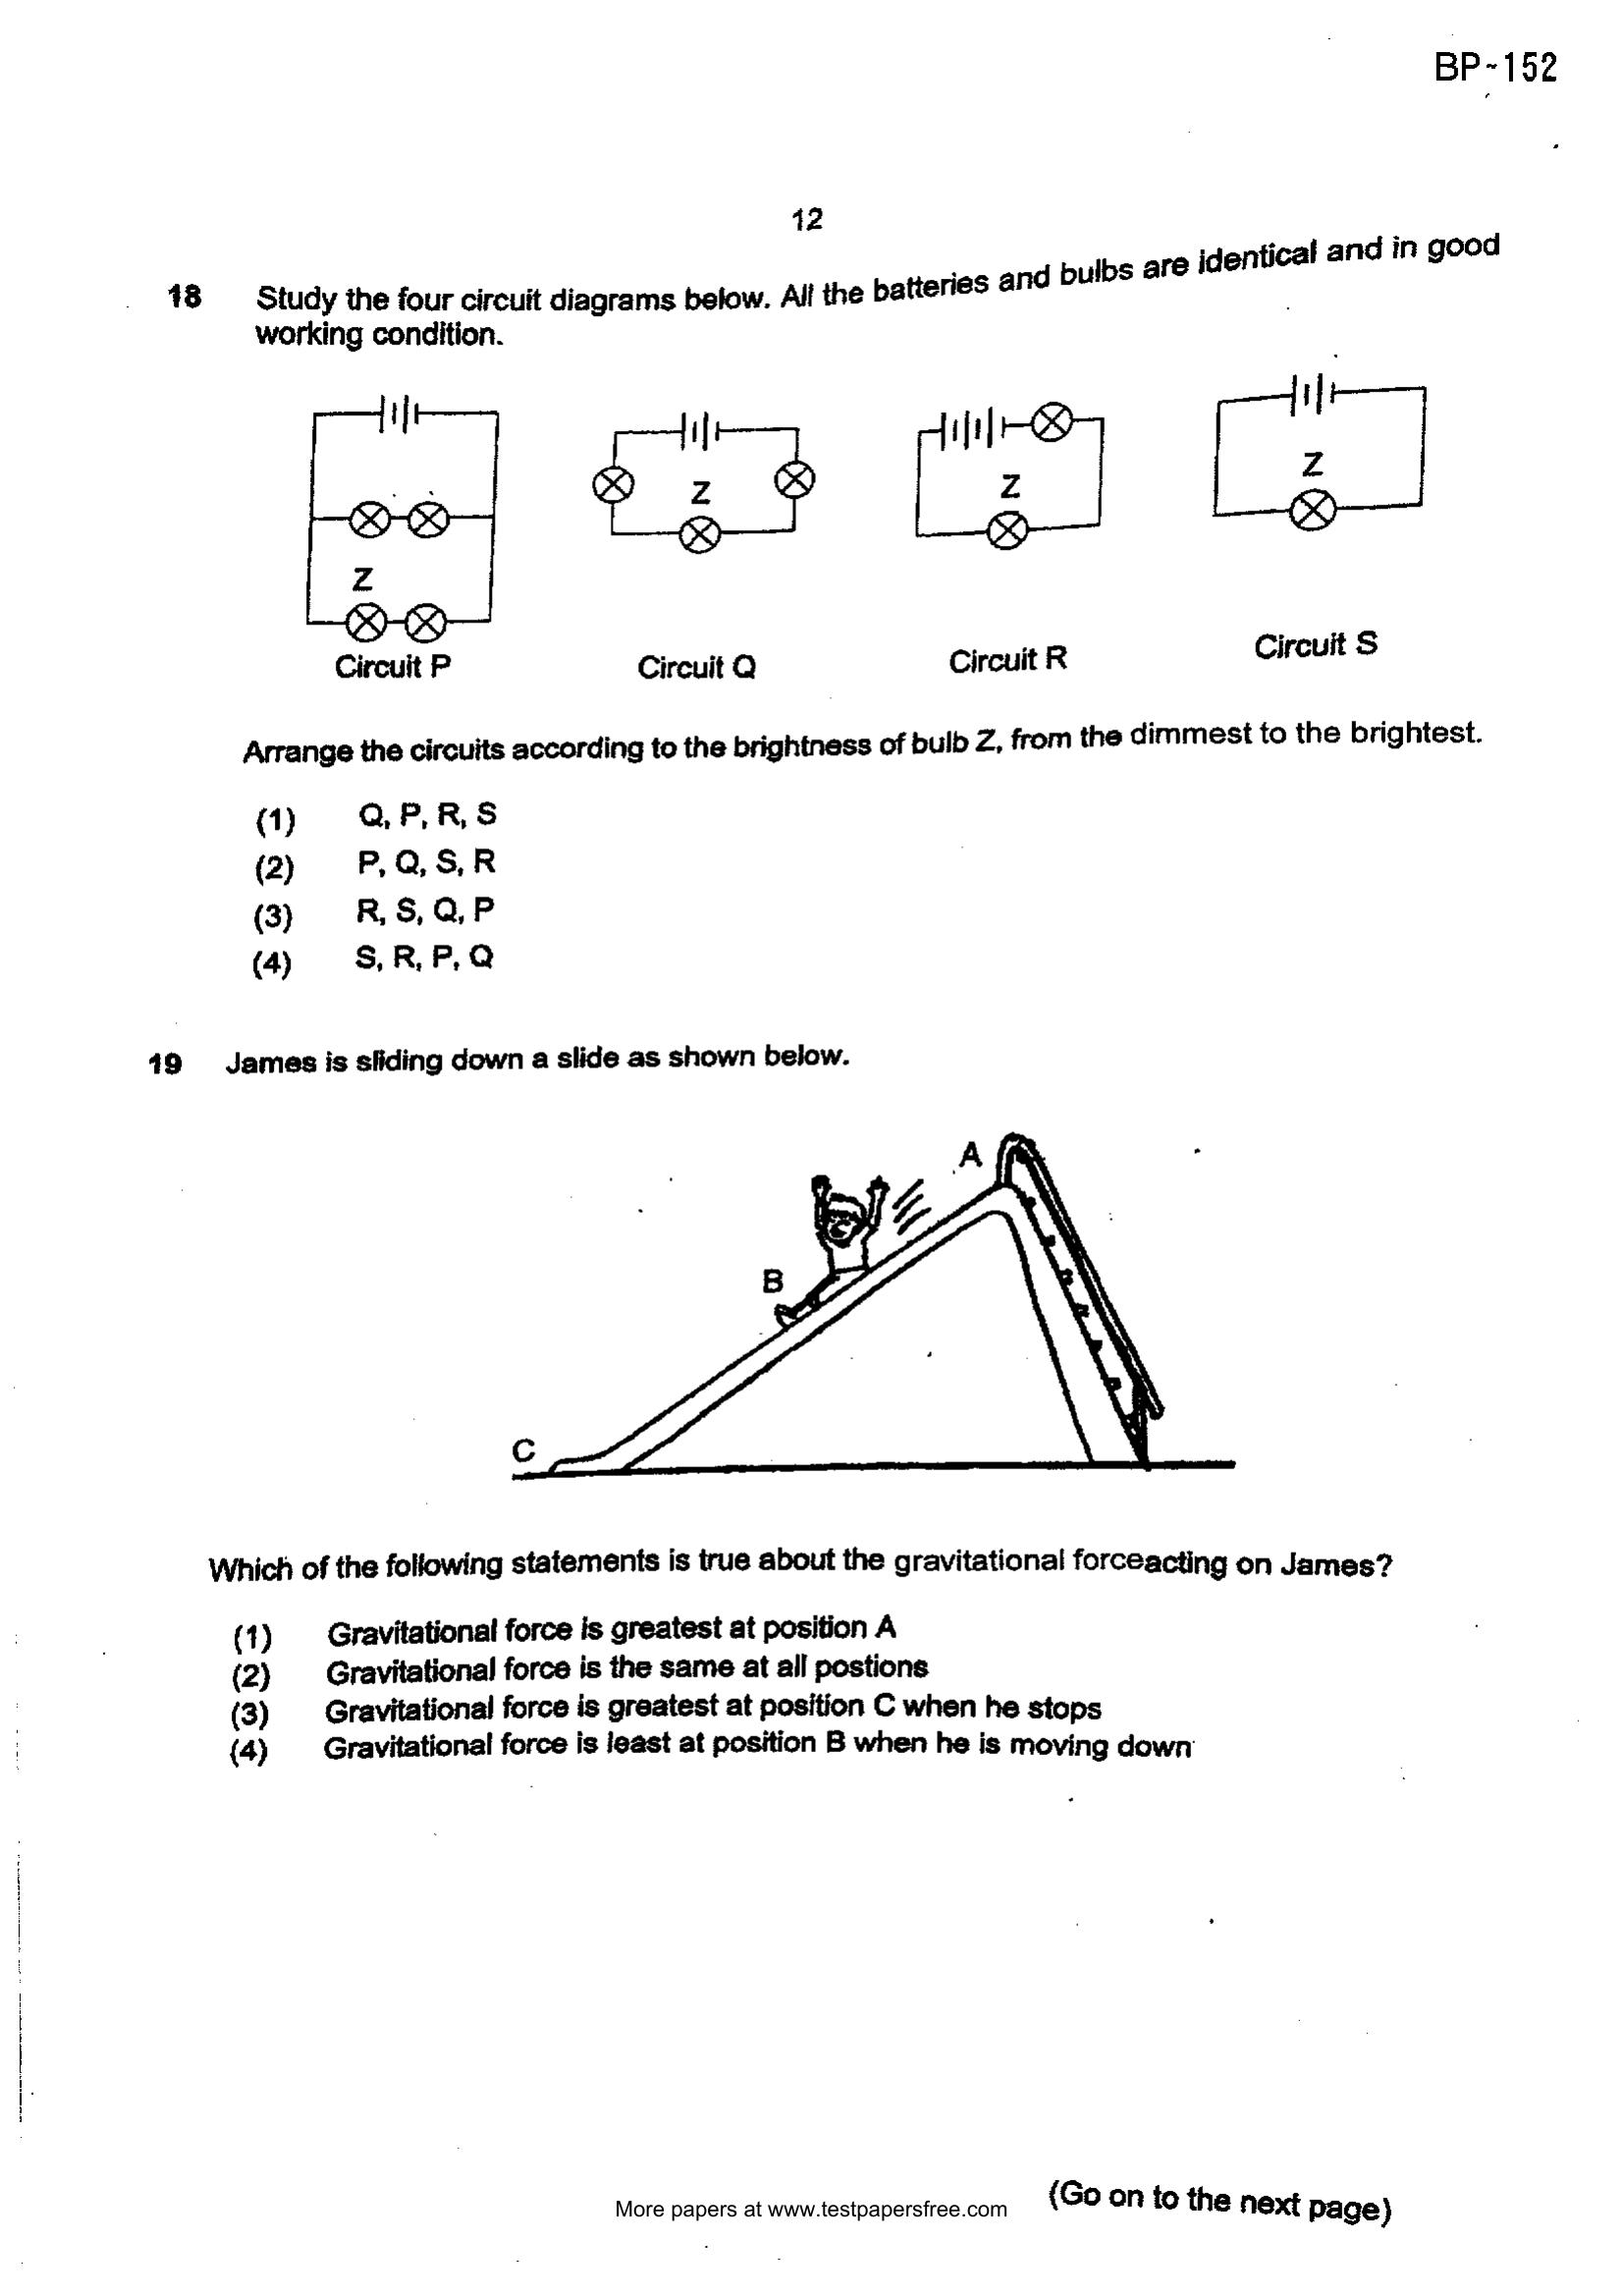 BP-152
12
18 Study the four circuit diagrams below. All the batteries and bulbs are identical and in good
working condition.
Z
Z
Z
Z
Circuit P
Circuit Q
Circuit R
Circuit S
Arrange the circuits according to the brightness of bulb Z, from the dimmest to the brightest.
(1) Q, P, R, S
(2) P, Q, S, R
(3) R, S, Q, P
(4) S, R, P, Q
19 James is sliding down a slide as shown below.
A
B
C
Which of the following statements is true about the gravitational forceacting on James?
(1) Gravitational force is greatest at position A
(2) Gravitational force is the same at all postions
(3) Gravitational force is greatest at position C when he stops
(4) Gravitational force is least at position B when he is moving down
(Go on to the next page)
More papers at www.testpapersfree.com